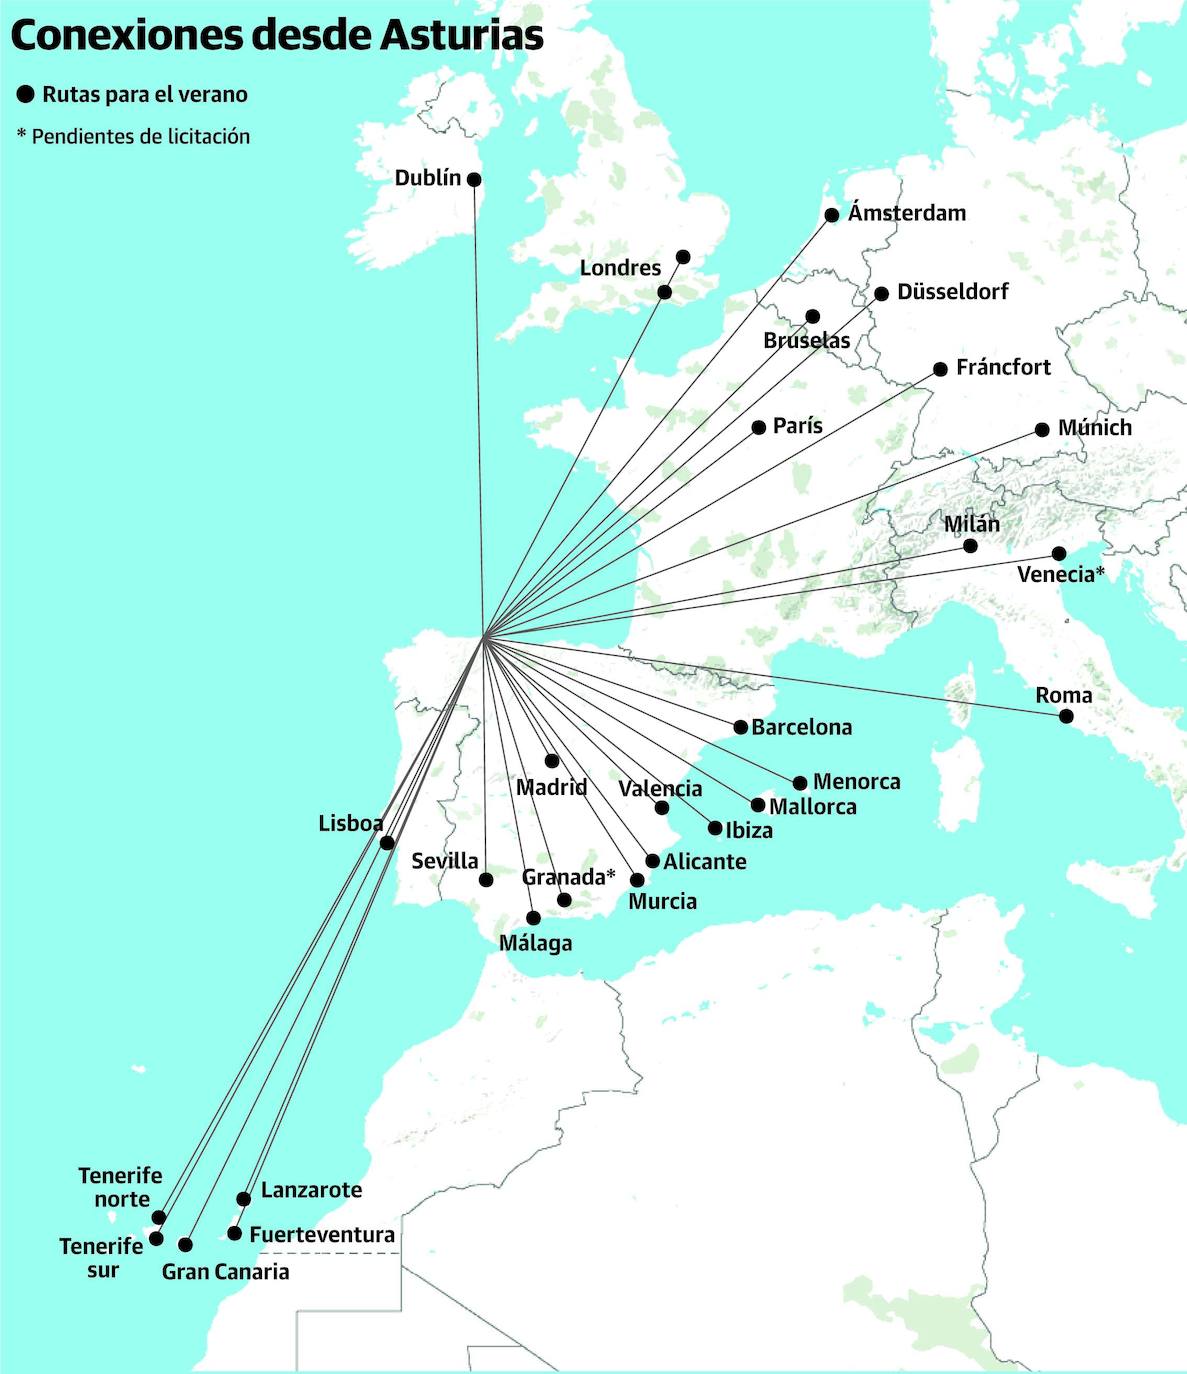 Conexiones desde Asturias
Rutas para el verano
* Pendientes de licitación
Dublín
Ámsterdam
Londres
Düsseldorf
Bruselas
Fráncfort
París
Múnich
Milán
Venecia*
Roma
Barcelona
Madrid
Valencia
Menorca
Mallorca
Lisboa
Ibiza
Sevilla
Alicante
Granada*
Murcia
Málaga
Tenerife
norte
Lanzarote
Fuerteventura
Tenerife
sur
Gran Canaria